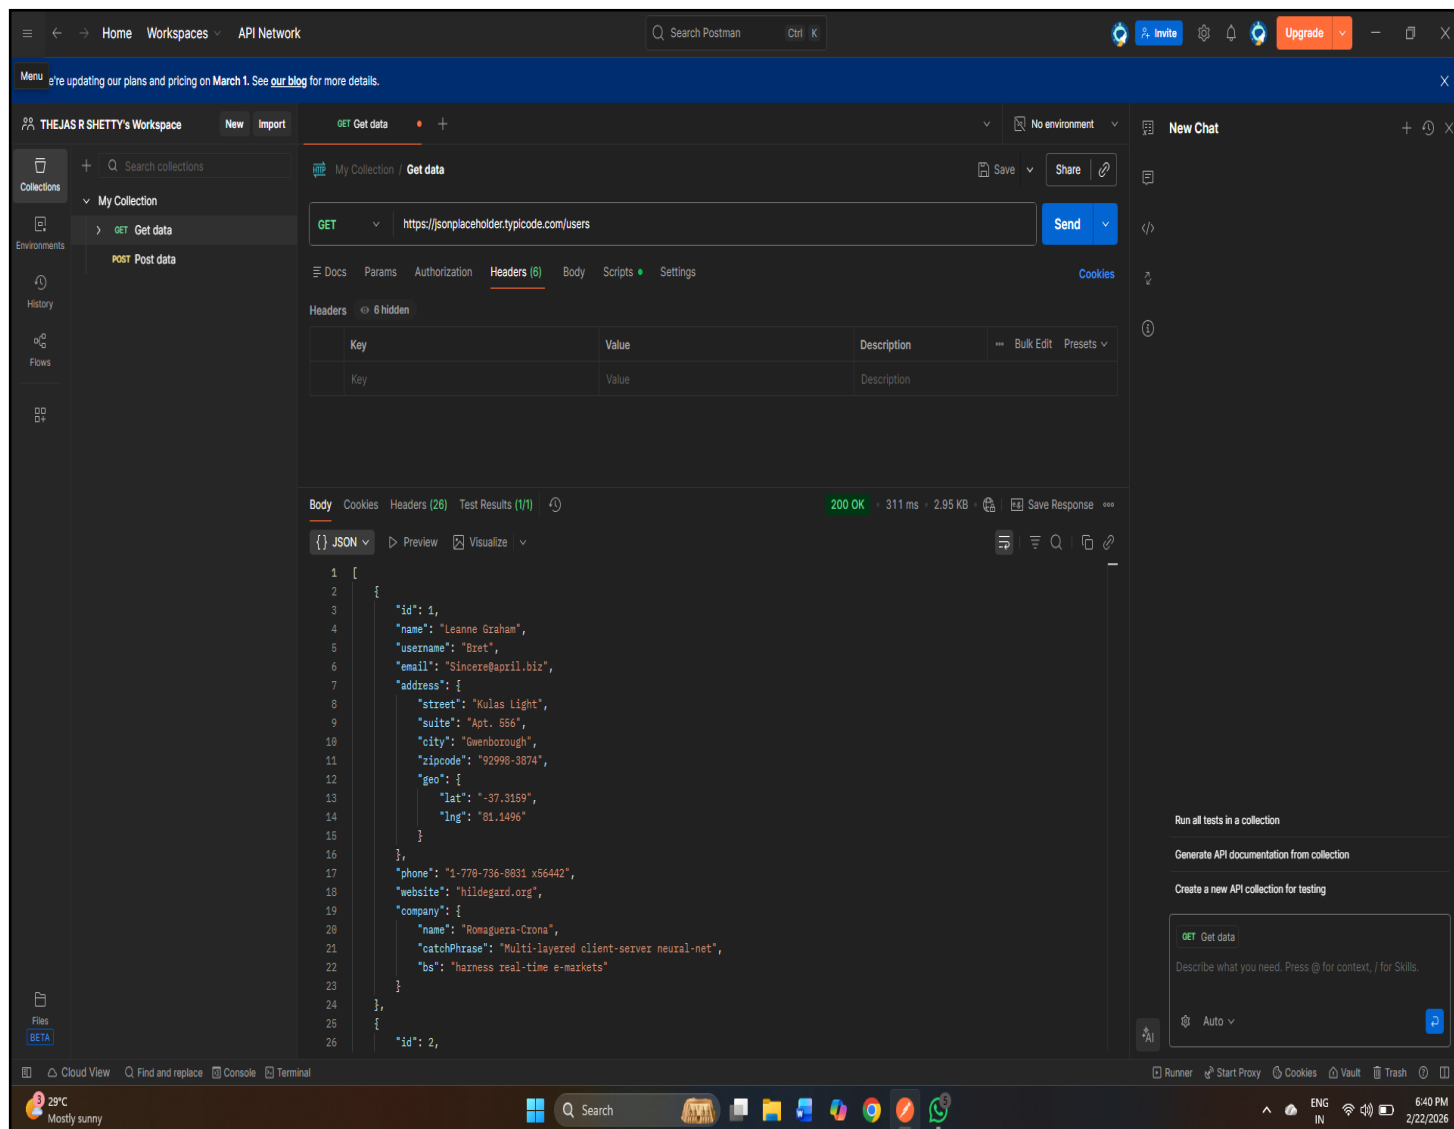 Home Workspaces API Network Search Postman Ctrl K Invite Upgrade
Menu e're updating our plans and pricing on March 1. See our blog for more details.
THEJAS R SHETTY's Workspace New Import
GET Get data No environment
New Chat
Collections
Search collections
My Collection / Get data Save Share
My Collection
GET Get data
POST Post data
Environments
History
Flows
GET https://jsonplaceholder.typicode.com/users Send
Docs Params Authorization Headers (6) Body Scripts Settings Cookies
Headers 6 hidden
Key Value Description Bulk Edit Presets
Key Value Description
Body Cookies Headers (26) Test Results (1/1) 200 OK 311 ms 2.95 KB Save Response
{} JSON Preview Visualize
1 [
2 {
3 "id": 1,
4 "name": "Leanne Graham",
5 "username": "Bret",
6 "email": "Sincere@april.biz",
7 "address": {
8 "street": "Kulas Light",
9 "suite": "Apt. 556",
10 "city": "Gwenborough",
11 "zipcode": "92998-3874",
12 "geo": {
13 "lat": "-37.3159",
14 "lng": "81.1496"
15 }
16 },
17 "phone": "1-770-736-8031 x56442",
18 "website": "hildegard.org",
19 "company": {
20 "name": "Romaguera-Crona",
21 "catchPhrase": "Multi-layered client-server neural-net",
22 "bs": "harness real-time e-markets"
23 }
24 },
25 {
26 "id": 2,
Run all tests in a collection
Generate API documentation from collection
Create a new API collection for testing
GET Get data
Describe what you need. Press @ for context, / for Skills.
Auto
AI
Files
BETA
Cloud View Find and replace Console Terminal Runner Start Proxy Cookies Vault Trash
3 29°C
Mostly sunny
Search
ENG
IN
6:40 PM
2/22/2026